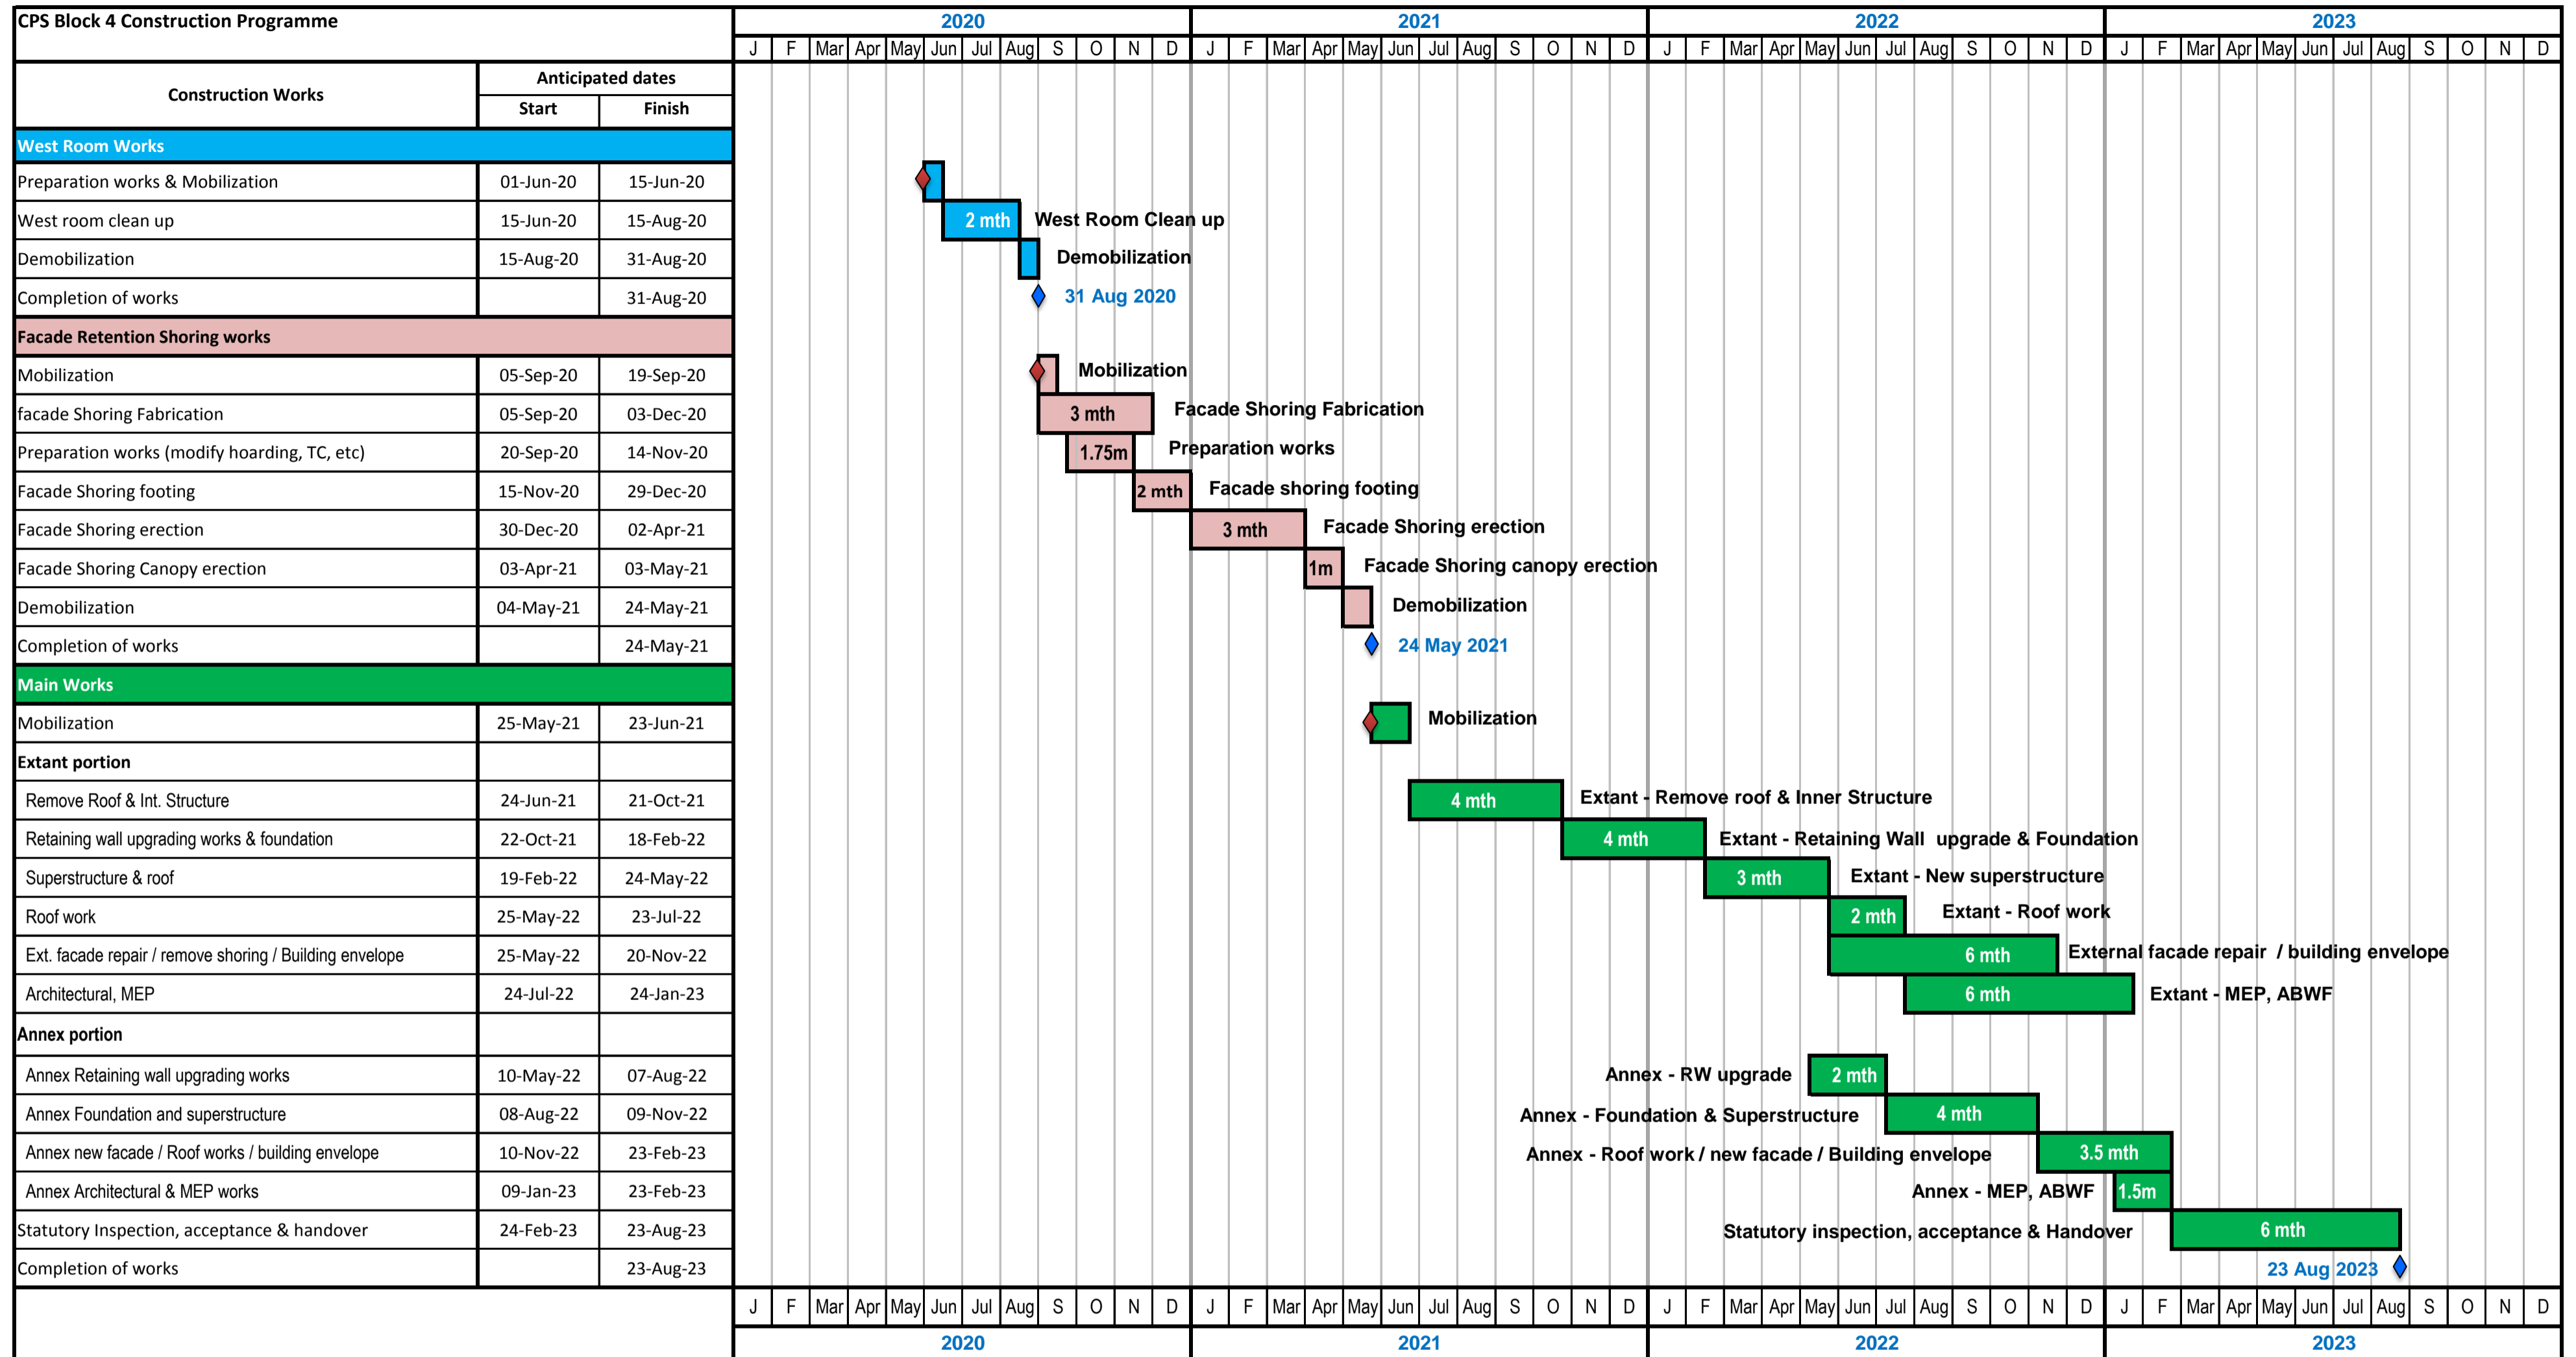 CPS Block 4 Construction Programme
2020 2021 2022 2023
J F Mar Apr May Jun Jul Aug S O N D J F Mar Apr May Jun Jul Aug S O N D J F Mar Apr May Jun Jul Aug S O N D J F Mar Apr May Jun Jul Aug S O N D
Construction Works
Anticipated dates
Start Finish
West Room Works
Preparation works & Mobilization 01-Jun-20 15-Jun-20
West room clean up 15-Jun-20 15-Aug-20 2 mth West Room Clean up
Demobilization 15-Aug-20 31-Aug-20 Demobilization
Completion of works 31-Aug-20 31 Aug 2020
Facade Retention Shoring works
Mobilization 05-Sep-20 19-Sep-20 Mobilization
facade Shoring Fabrication 05-Sep-20 03-Dec-20 3 mth Facade Shoring Fabrication
Preparation works (modify hoarding, TC, etc) 20-Sep-20 14-Nov-20 1.75m Preparation works
Facade Shoring footing 15-Nov-20 29-Dec-20 2 mth Facade shoring footing
Facade Shoring erection 30-Dec-20 02-Apr-21 3 mth Facade Shoring erection
Facade Shoring Canopy erection 03-Apr-21 03-May-21 1m Facade Shoring canopy erection
Demobilization 04-May-21 24-May-21 Demobilization
Completion of works 24-May-21 24 May 2021
Main Works
Mobilization 25-May-21 23-Jun-21 Mobilization
Extant portion
Remove Roof & Int. Structure 24-Jun-21 21-Oct-21 4 mth Extant - Remove roof & Inner Structure
Retaining wall upgrading works & foundation 22-Oct-21 18-Feb-22 4 mth Extant - Retaining Wall upgrade & Foundation
Superstructure & roof 19-Feb-22 24-May-22 3 mth Extant - New superstructure
Roof work 25-May-22 23-Jul-22 2 mth Extant - Roof work
Ext. facade repair / remove shoring / Building envelope 25-May-22 20-Nov-22 6 mth External facade repair / building envelope
Architectural, MEP 24-Jul-22 24-Jan-23 6 mth Extant - MEP, ABWF
Annex portion
Annex Retaining wall upgrading works 10-May-22 07-Aug-22 Annex - RW upgrade 2 mth
Annex Foundation and superstructure 08-Aug-22 09-Nov-22 Annex - Foundation & Superstructure 4 mth
Annex new facade / Roof works / building envelope 10-Nov-22 23-Feb-23 Annex - Roof work / new facade / Building envelope 3.5 mth
Annex Architectural & MEP works 09-Jan-23 23-Feb-23 Annex - MEP, ABWF 1.5m
Statutory Inspection, acceptance & handover 24-Feb-23 23-Aug-23 Statutory inspection, acceptance & Handover 6 mth
Completion of works 23-Aug-23 23 Aug 2023
J F Mar Apr May Jun Jul Aug S O N D J F Mar Apr May Jun Jul Aug S O N D J F Mar Apr May Jun Jul Aug S O N D J F Mar Apr May Jun Jul Aug S O N D
2020 2021 2022 2023